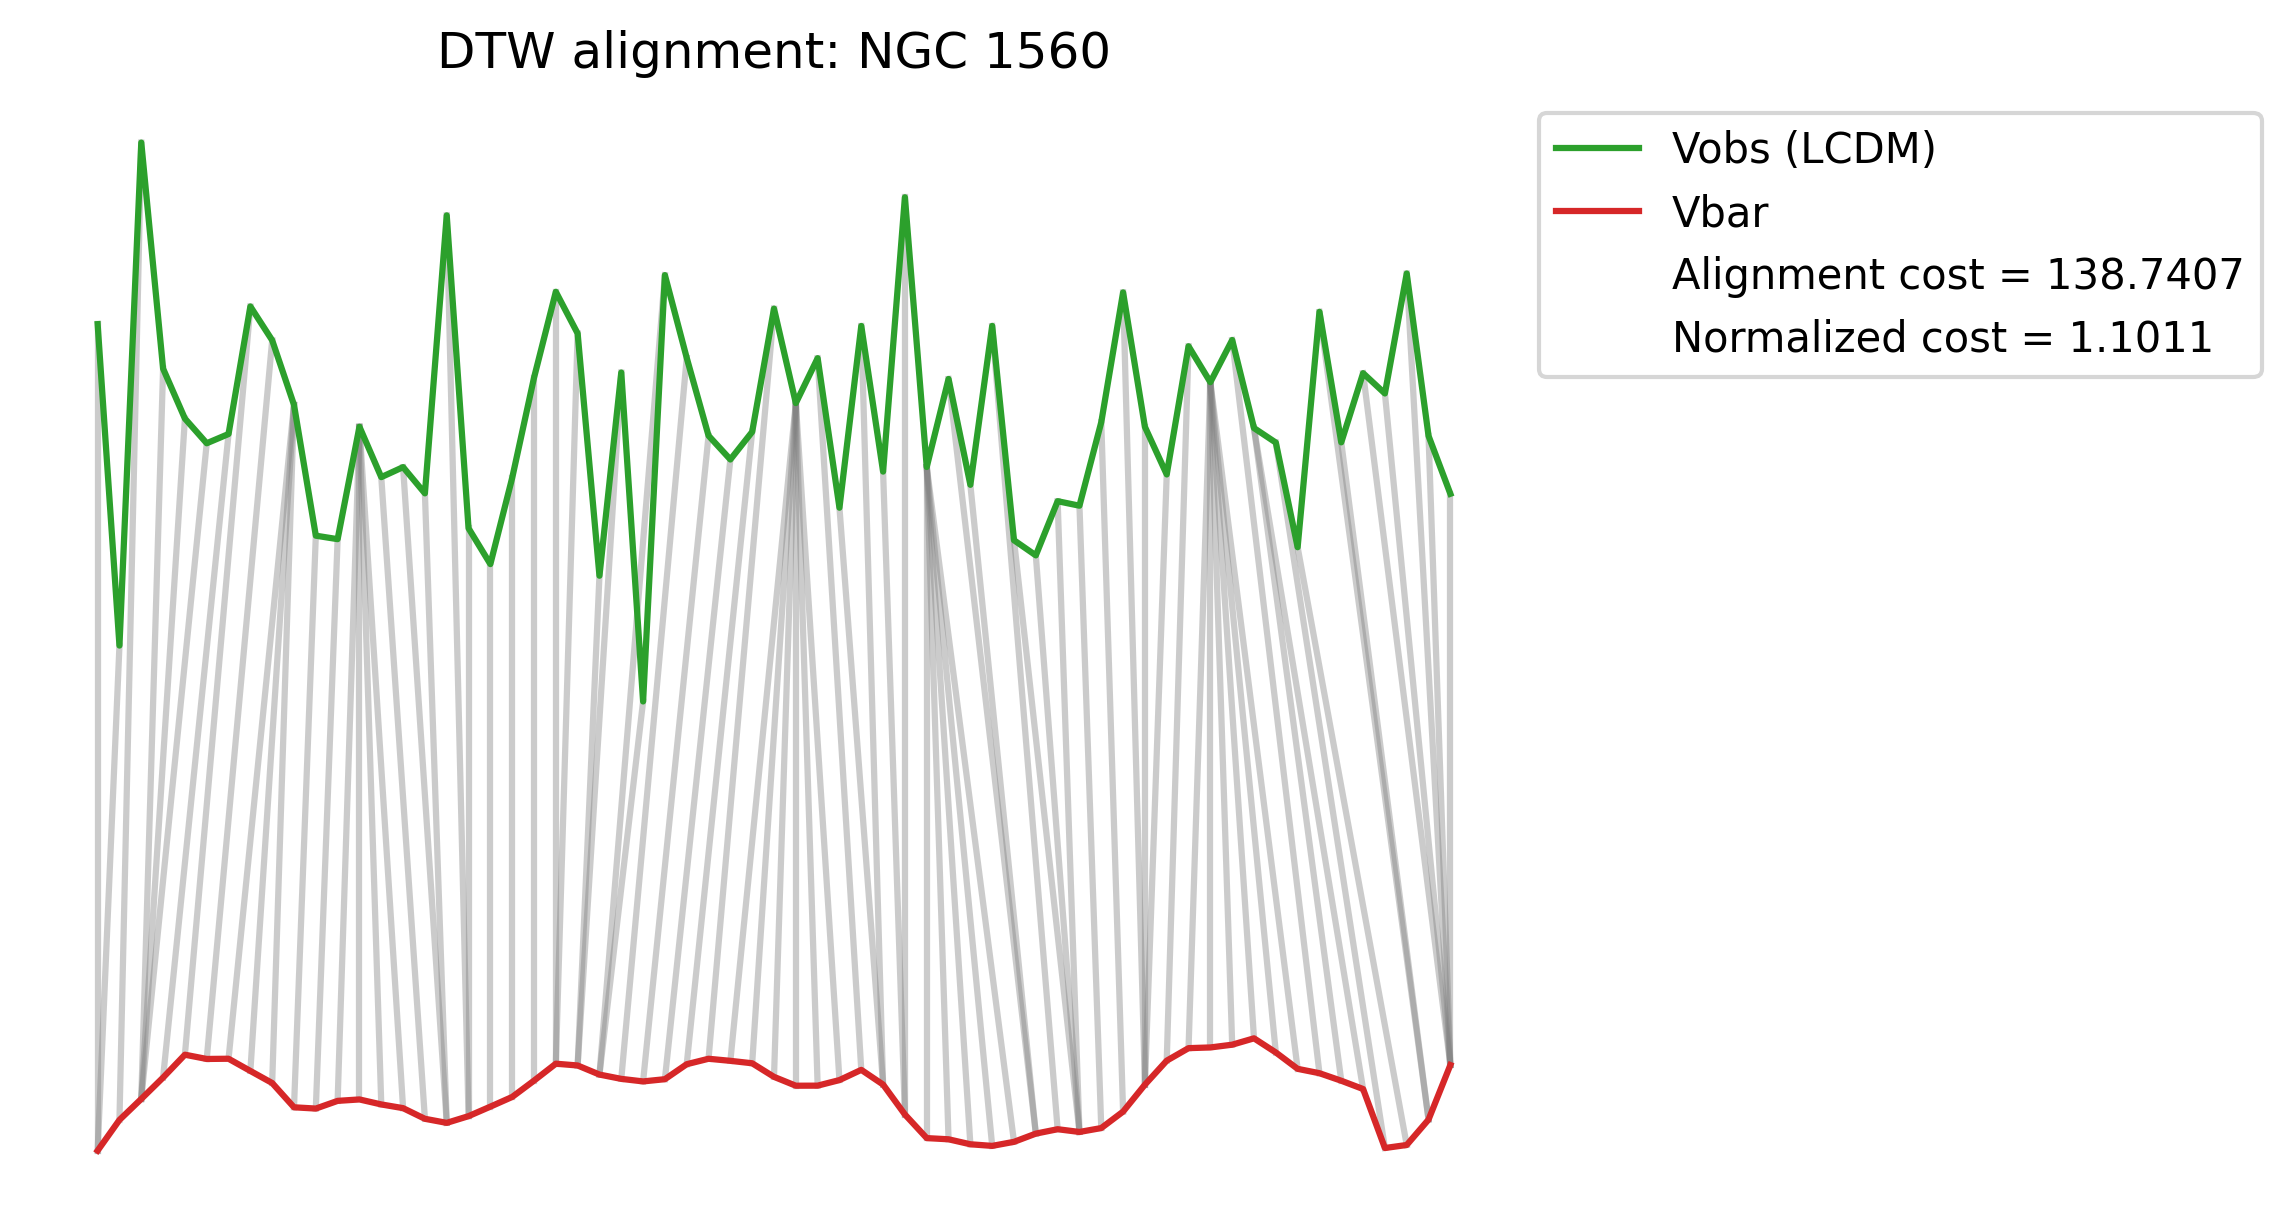 DTW alignment: NGC 1560
Vobs (LCDM)
Vbar
Alignment cost = 138.7407
Normalized cost = 1.1011